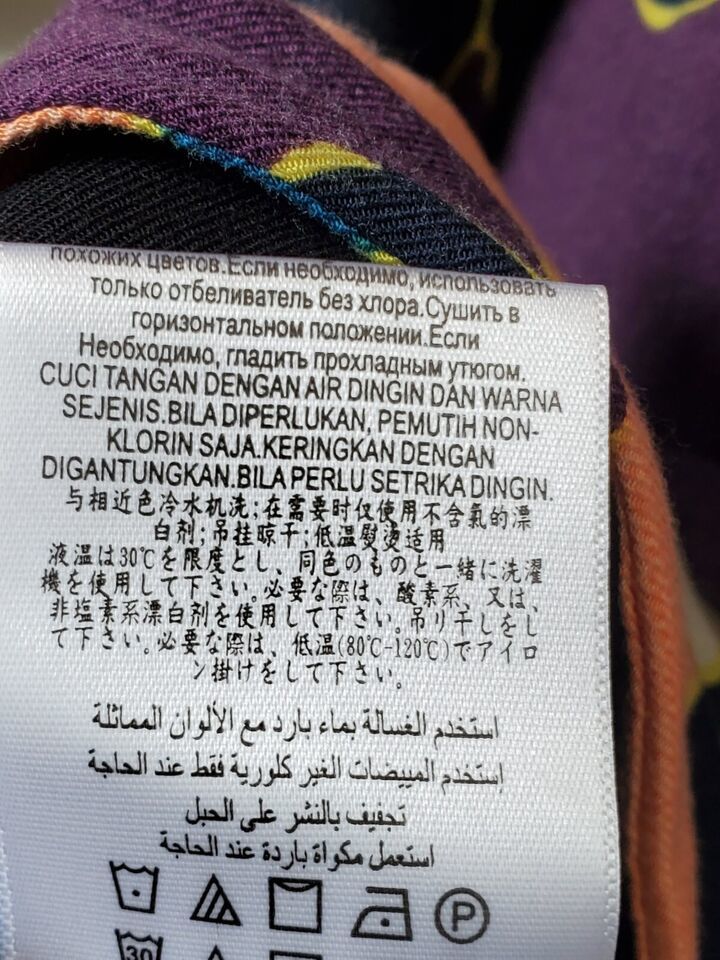 похожих цветов.Если необходимо, использовать
только отбеливатель без хлора.Сушить в
горизонтальном положении.Если
Необходимо, гладить прохладным утюгом.
CUCI TANGAN DENGAN AIR DINGIN DAN WARNA
SEJENIS.BILA DIPERLUKAN, PEMUTIH NON-
KLORIN SAJA.KERINGKAN DENGAN
DIGANTUNGKAN.BILA PERLU SETRIKA DINGIN.
与相近色冷水机洗;在需要时仅使用不含氧的漂
白剂;吊挂晾干;低温熨烫适用
液温は30℃を限度とし、同色のものと一緒に洗濯
機を使用して下さい。必要な際は、酸素系、又は、
非塩素系漂白剤を使用して下さい。吊り干しをし
て下さい。必要な際は、低温(80℃-120℃)でアイロ
ン掛けをして下さい。
استخدم الغسالة بماء بارد مع الألوان المماثلة
إستخدم المبيضات الغير كلورية فقط عند الحاجة
تجفيف بالنشر على الحبل
استعمل مكواة باردة عند الحاجة
P
30